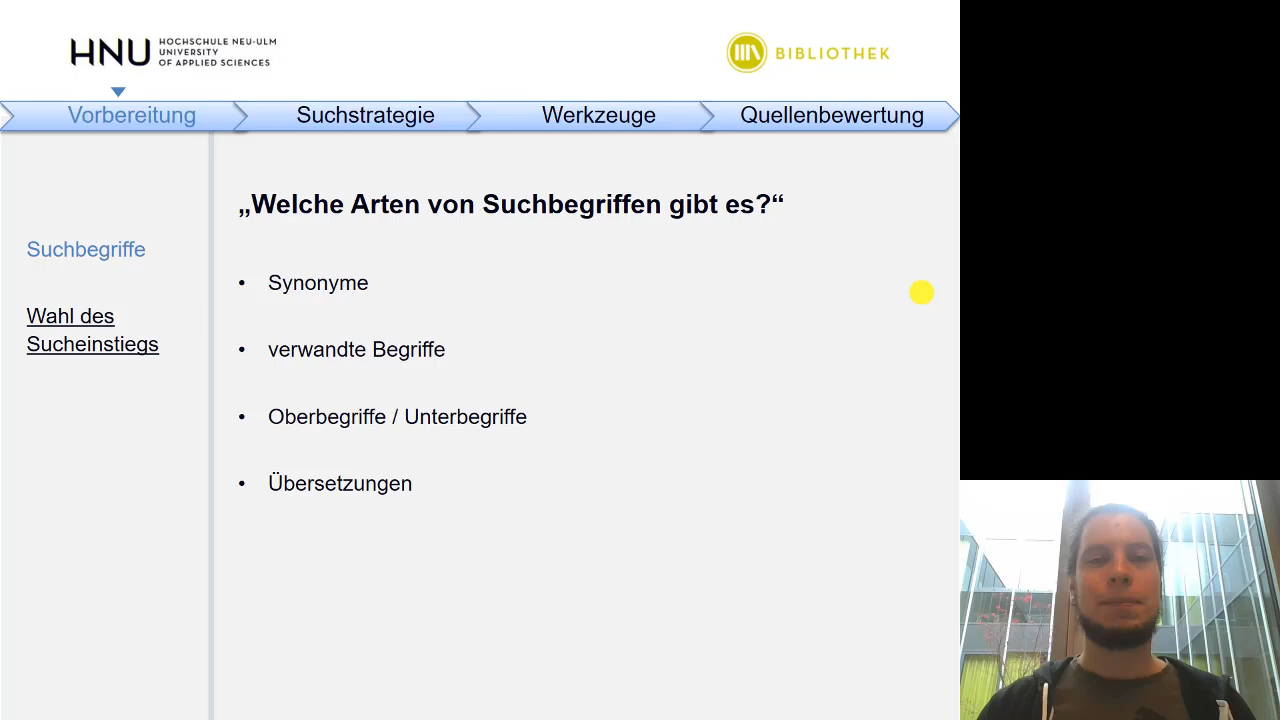 HNU HOCHSCHULE NEU-ULM
UNIVERSITY
OF APPLIED SCIENCES
BIBLIOTHEK
Vorbereitung Suchstrategie Werkzeuge Quellenbewertung
„Welche Arten von Suchbegriffen gibt es?“
Suchbegriffe
Wahl des
Sucheinstiegs
• Synonyme
• verwandte Begriffe
• Oberbegriffe / Unterbegriffe
• Übersetzungen